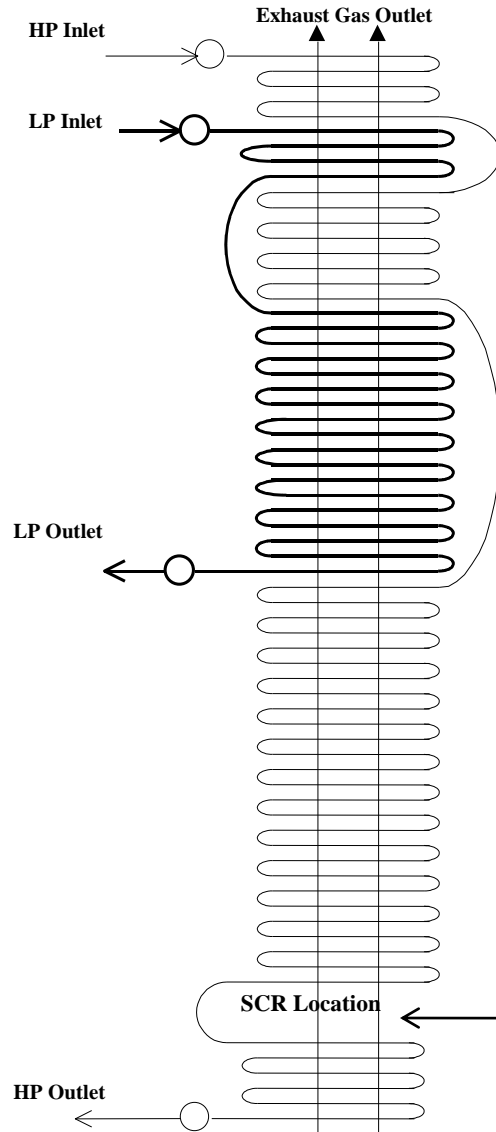 Exhaust Gas Outlet
HP Inlet
LP Inlet
LP Outlet
SCR Location
HP Outlet